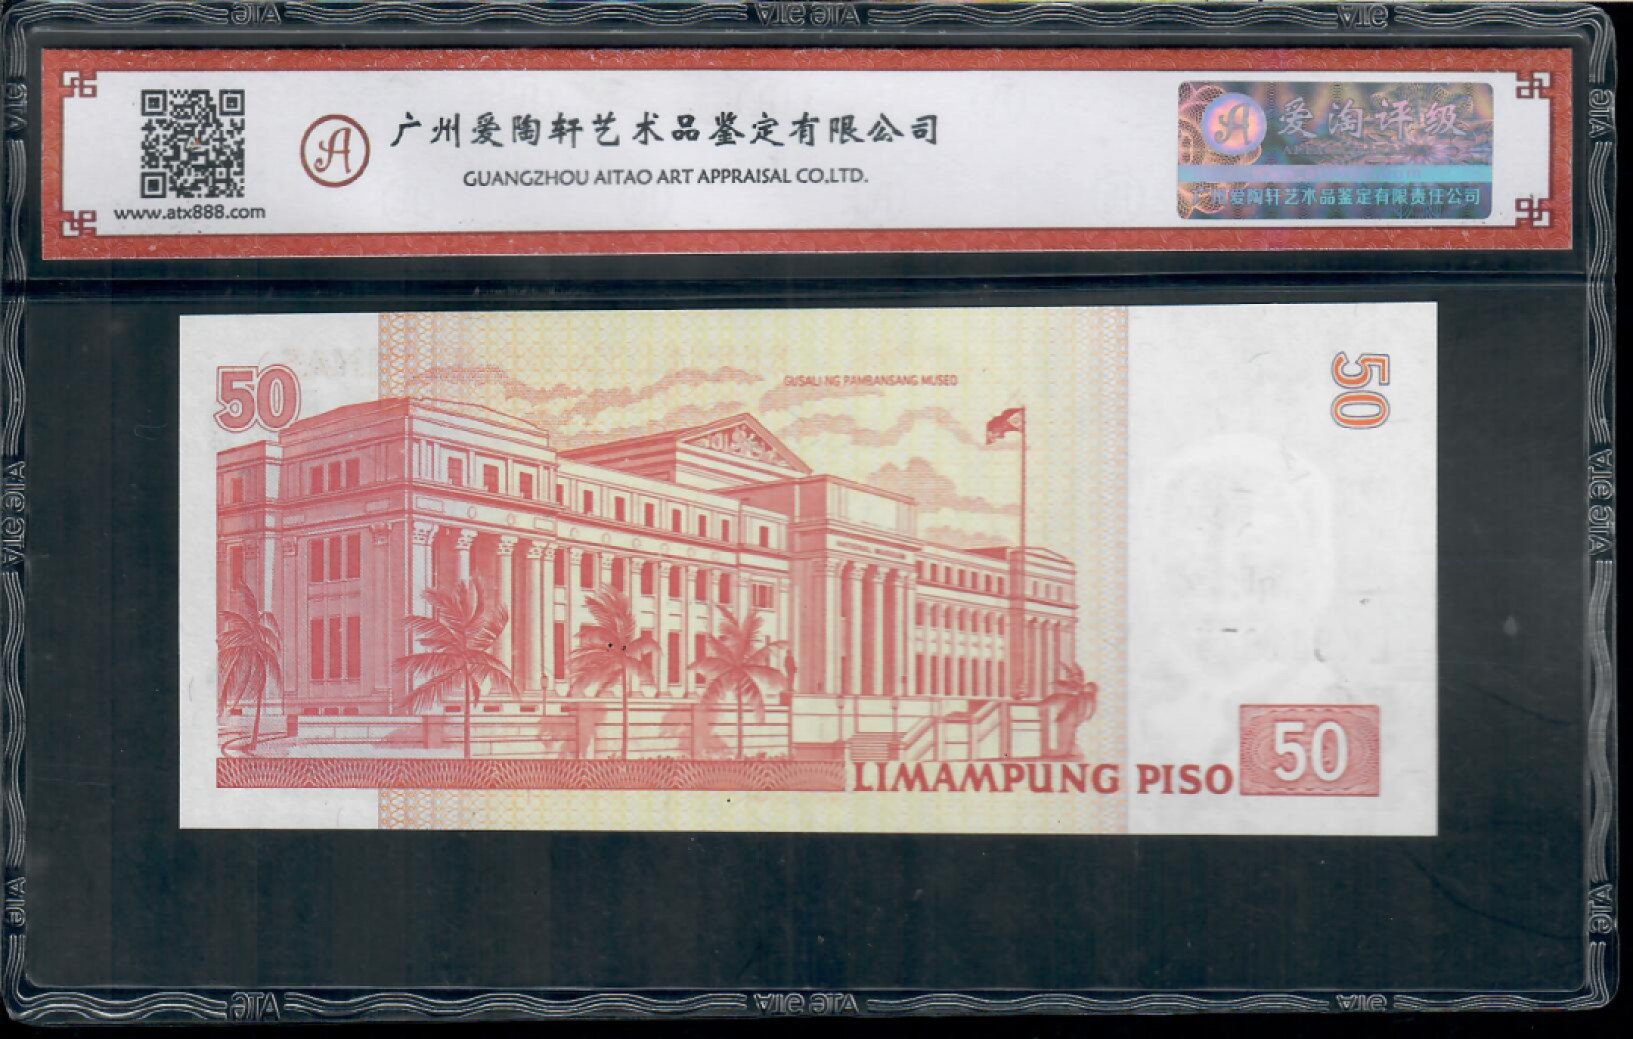 广州爱陶轩艺术品鉴定有限公司
GUANGZHOU AITAO ART APPRAISAL CO,LTD.
www.atx888.com
A
A 爱淘评级
州爱陶轩艺术品鉴定有限责任公司
50
GUSALI NG PAMBANSANG MUSEO
50
LIMAMPUNG PISO
50